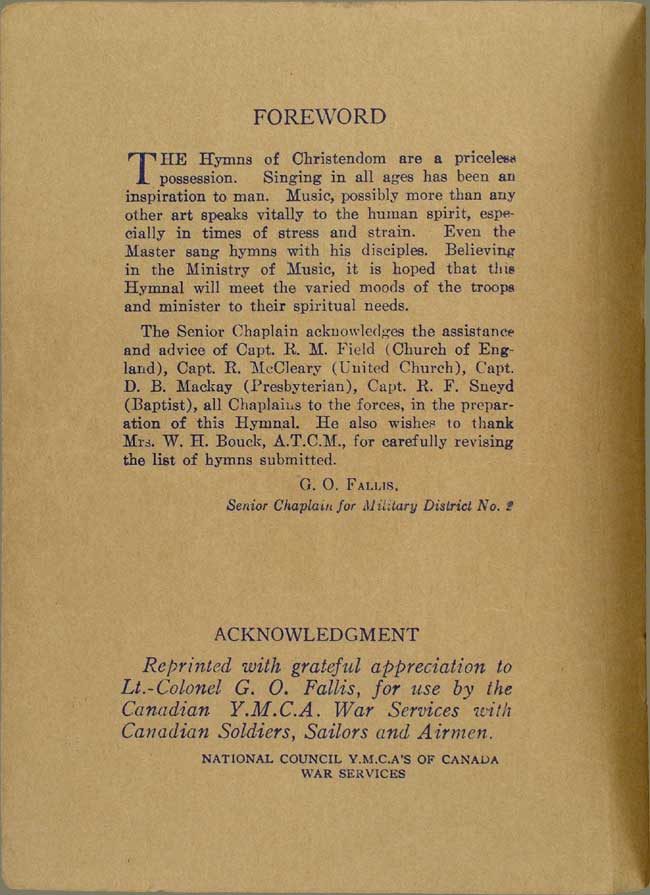 FOREWORD
THE Hymns of Christendom are a priceless
possession. Singing in all ages has been an
inspiration to man. Music, possibly more than any
other art speaks vitally to the human spirit, espe-
cially in times of stress and strain. Even the
Master sang hymns with his disciples. Believing
in the Ministry of Music, it is hoped that this
Hymnal will meet the varied moods of the troops
and minister to their spiritual needs.
The Senior Chaplain acknowledges the assistance
and advice of Capt. R. M. Field (Church of Eng-
land), Capt. R. McCleary (United Church), Capt.
D. B. Mackay (Presbyterian), Capt. R. F. Sneyd
(Baptist), all Chaplains to the forces, in the prepar-
ation of this Hymnal. He also wishes to thank
Mrs. W. H. Bouck, A.T.C.M., for carefully revising
the list of hymns submitted.
G. O. FALLIS,
Senior Chaplain for Military District No. 2
ACKNOWLEDGMENT
Reprinted with grateful appreciation to
Lt.-Colonel G. O. Fallis, for use by the
Canadian Y.M.C.A. War Services with
Canadian Soldiers, Sailors and Airmen.
NATIONAL COUNCIL Y.M.C.A'S OF CANADA
WAR SERVICES